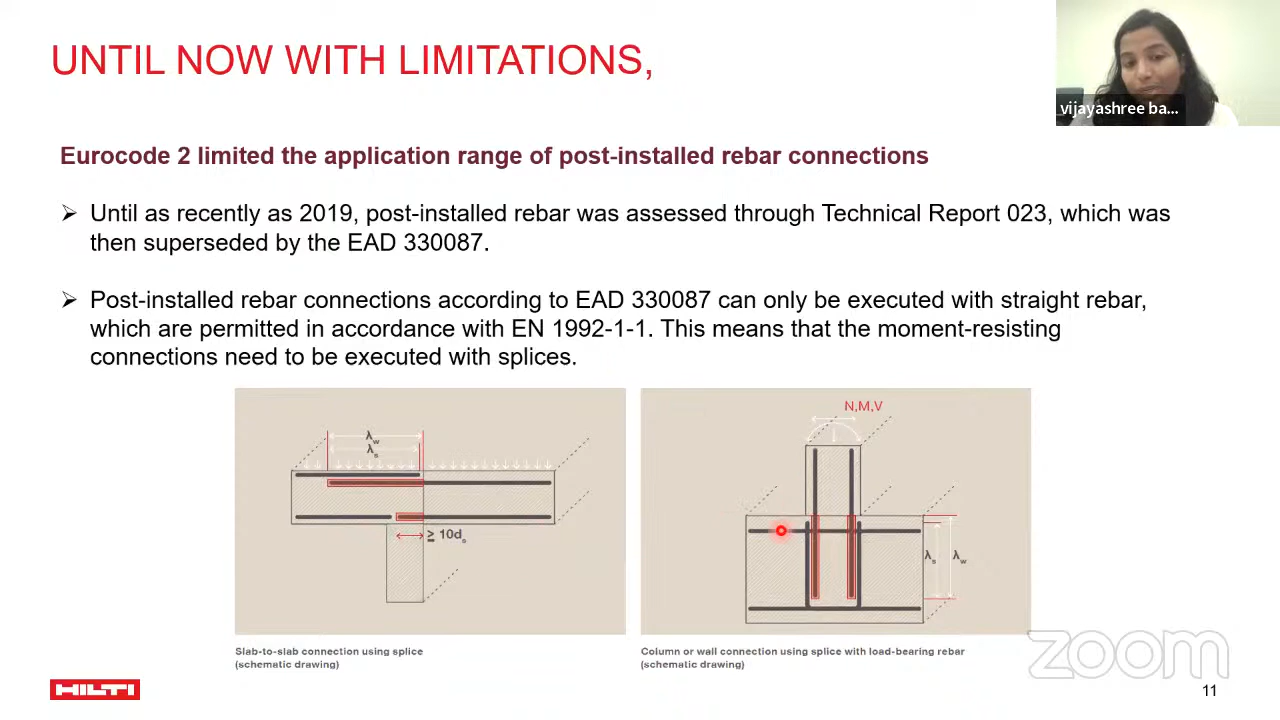 UNTIL NOW WITH LIMITATIONS,
vijayashree ba...
Eurocode 2 limited the application range of post-installed rebar connections
➢ Until as recently as 2019, post-installed rebar was assessed through Technical Report 023, which was
then superseded by the EAD 330087.
➢ Post-installed rebar connections according to EAD 330087 can only be executed with straight rebar,
which are permitted in accordance with EN 1992-1-1. This means that the moment-resisting
connections need to be executed with splices.
λw
λs
≥ 10ds
N,M,V
λs λw
Slab-to-slab connection using splice
(schematic drawing)
Column or wall connection using splice with load-bearing rebar
(schematic drawing)
zoom
HILTI
11